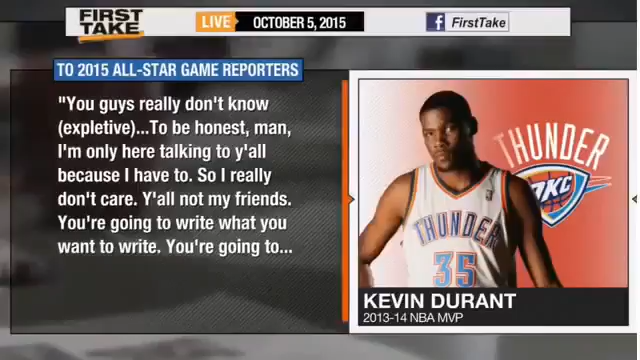 FIRST
TAKE
LIVE
OCTOBER 5, 2015
f FirstTake
TO 2015 ALL-STAR GAME REPORTERS
"You guys really don't know
(expletive)...To be honest, man,
I'm only here talking to y'all
because I have to. So I really
don't care. Y'all not my friends.
You're going to write what you
want to write. You're going to...
THUNDER
OKC
THUNDER
35
KEVIN DURANT
2013-14 NBA MVP